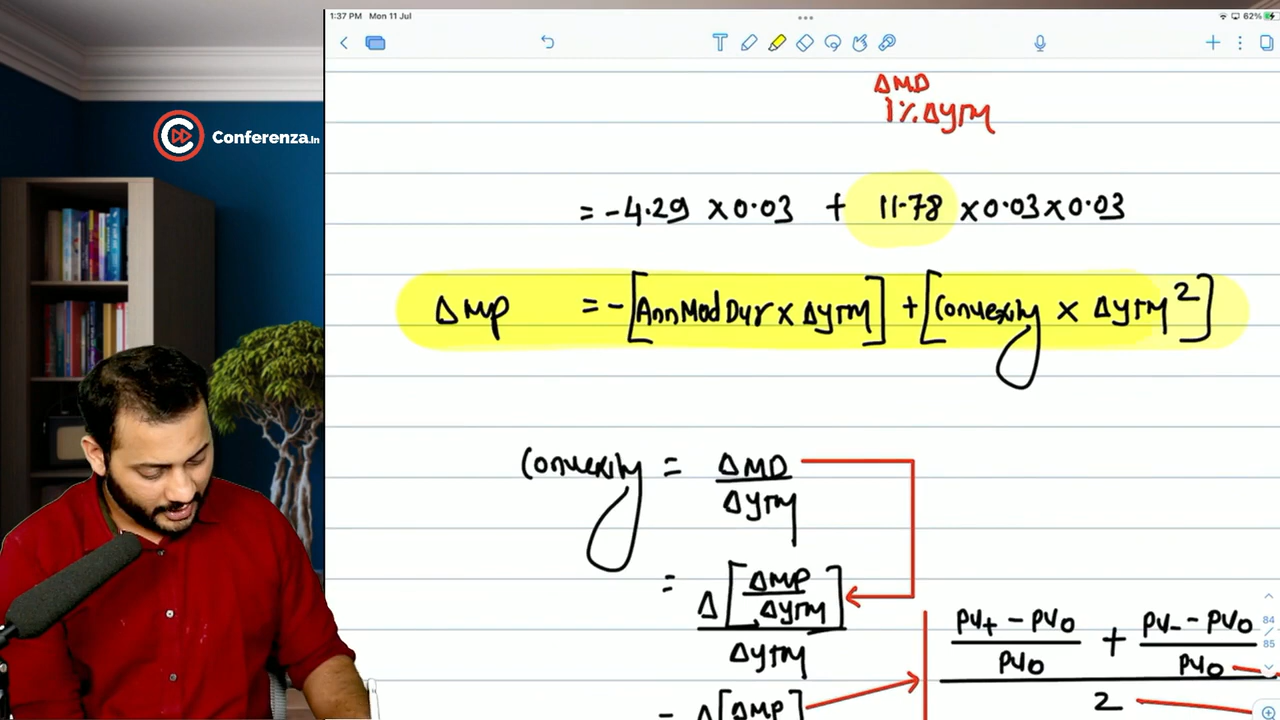 1:37 PM Mon 11 Jul
62%
Conferenza.in
ΔMD
1% ΔYTM
= -4.29 x 0.03 + 11.78 x 0.03 x 0.03
ΔMP = -[AnnModDur x ΔYTM] + [Convexity x ΔYTM²]
Convexity = ΔMD
ΔYTM
= Δ[ΔMP
ΔYTM]
ΔYTM
PV+ - PV0 + PV- - PV0
PV0 PV0
2
= Δ[ΔMP]
84
/
85